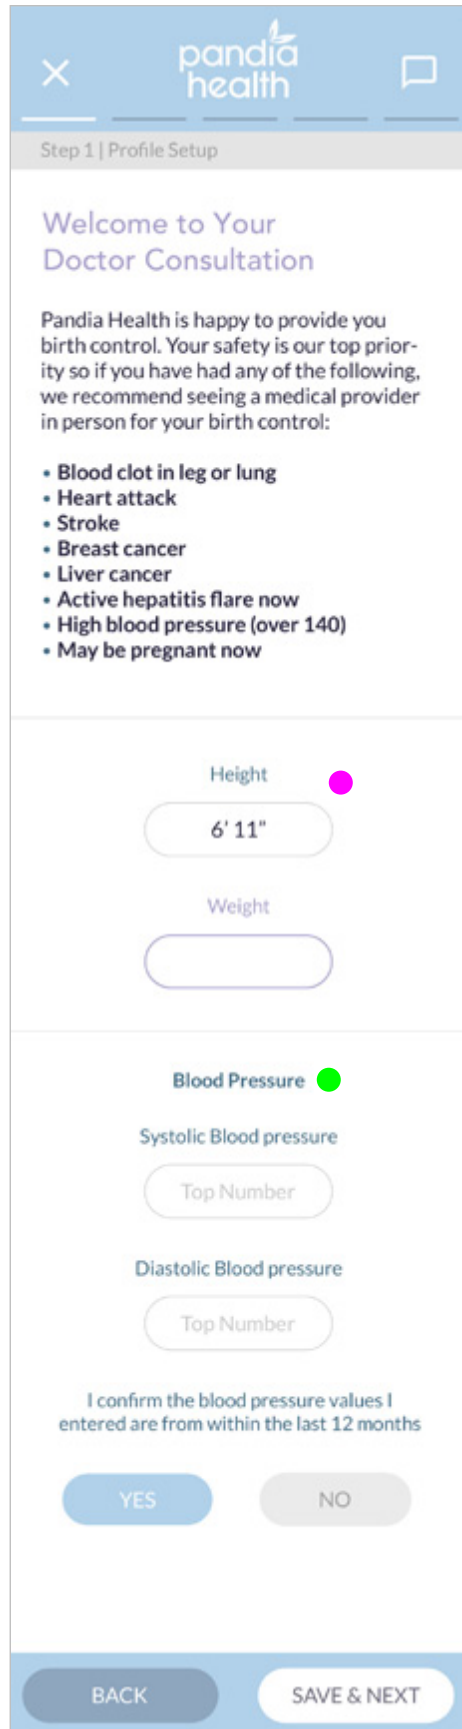 pandia
health
Step 1 | Profile Setup
Welcome to Your
Doctor Consultation
Pandia Health is happy to provide you
birth control. Your safety is our top prior-
ity so if you have had any of the following,
we recommend seeing a medical provider
in person for your birth control:
• Blood clot in leg or lung
• Heart attack
• Stroke
• Breast cancer
• Liver cancer
• Active hepatitis flare now
• High blood pressure (over 140)
• May be pregnant now
Height
6' 11"
Weight
Blood Pressure
Systolic Blood pressure
Top Number
Diastolic Blood pressure
Top Number
I confirm the blood pressure values I
entered are from within the last 12 months
YES NO
BACK SAVE & NEXT